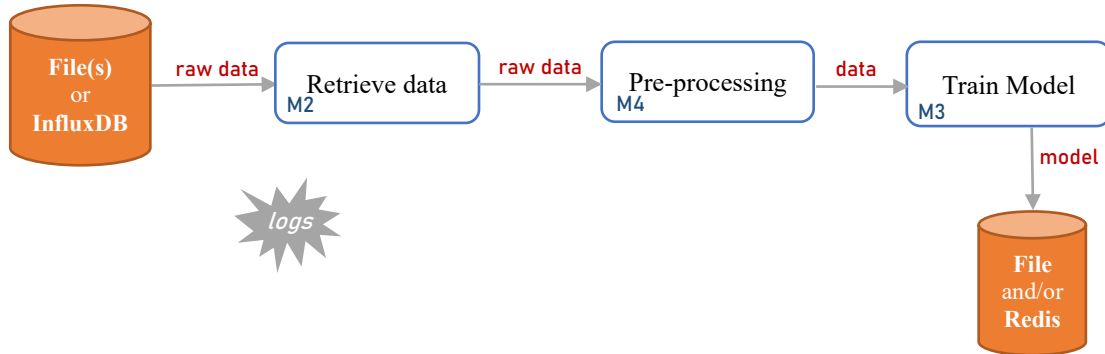 File(s)
or
InfluxDB
raw data
Retrieve data
M2
raw data
Pre-processing
M4
data
Train Model
M3
model
logs
File
and/or
Redis